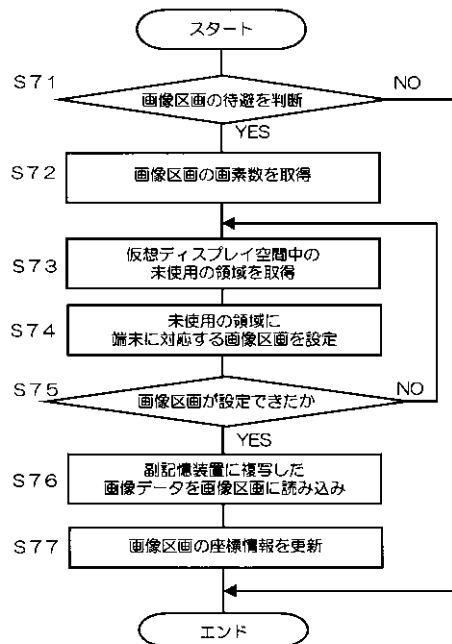 スタート
S71
画像区画の待避を判断
NO
YES
S72
画像区画の画素数を取得
S73
仮想ディスプレイ空間中の
未使用の領域を取得
S74
未使用の領域に
端末に対応する画像区画を設定
S75
画像区画が設定できたか
NO
YES
S76
副記憶装置に複写した
画像データを画像区画に読み込み
S77
画像区画の座標情報を更新
エンド